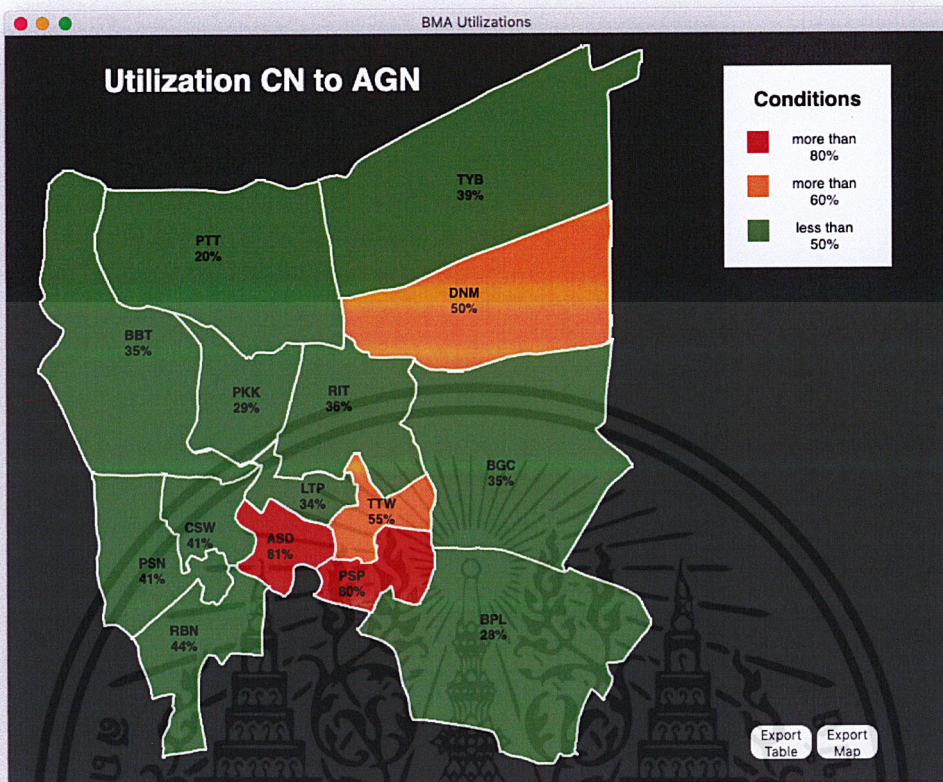 BMA Utilizations
Utilization CN to AGN
Conditions
more than
80%
more than
60%
less than
50%
TYB
39%
PTT
20%
DNM
50%
BBT
35%
PKK
29%
RIT
36%
BGC
35%
LTP
34%
TTW
55%
CSW
41%
ASD
81%
PSN
41%
PSP
80%
RBN
44%
BPL
28%
Export
Table
Export
Map